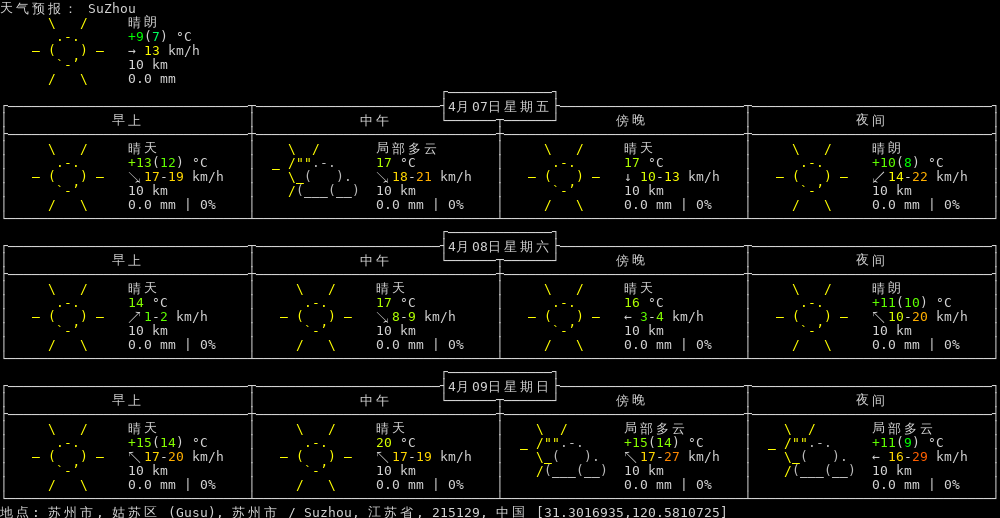 天气预报: SuZhou
晴朗
+9(7) °C
→ 13 km/h
10 km
0.0 mm
4月07日星期五
早上 中午 傍晚 夜间
晴天 局部多云 晴天 晴朗
+13(12) °C 17 °C 17 °C +10(8) °C
↘ 17-19 km/h ↘ 18-21 km/h ↓ 10-13 km/h ↙ 14-22 km/h
10 km 10 km 10 km 10 km
0.0 mm | 0% 0.0 mm | 0% 0.0 mm | 0% 0.0 mm | 0%
4月08日星期六
早上 中午 傍晚 夜间
晴天 晴天 晴天 晴朗
14 °C 17 °C 16 °C +11(10) °C
↗ 1-2 km/h ↘ 8-9 km/h ← 3-4 km/h ↖ 10-20 km/h
10 km 10 km 10 km 10 km
0.0 mm | 0% 0.0 mm | 0% 0.0 mm | 0% 0.0 mm | 0%
4月09日星期日
早上 中午 傍晚 夜间
晴天 晴天 局部多云 局部多云
+15(14) °C 20 °C +15(14) °C +11(9) °C
↖ 17-20 km/h ↖ 17-19 km/h ↖ 17-27 km/h ← 16-29 km/h
10 km 10 km 10 km 10 km
0.0 mm | 0% 0.0 mm | 0% 0.0 mm | 0% 0.0 mm | 0%
地点: 苏州市, 姑苏区 (Gusu), 苏州市 / Suzhou, 江苏省, 215129, 中国 [31.3016935,120.5810725]